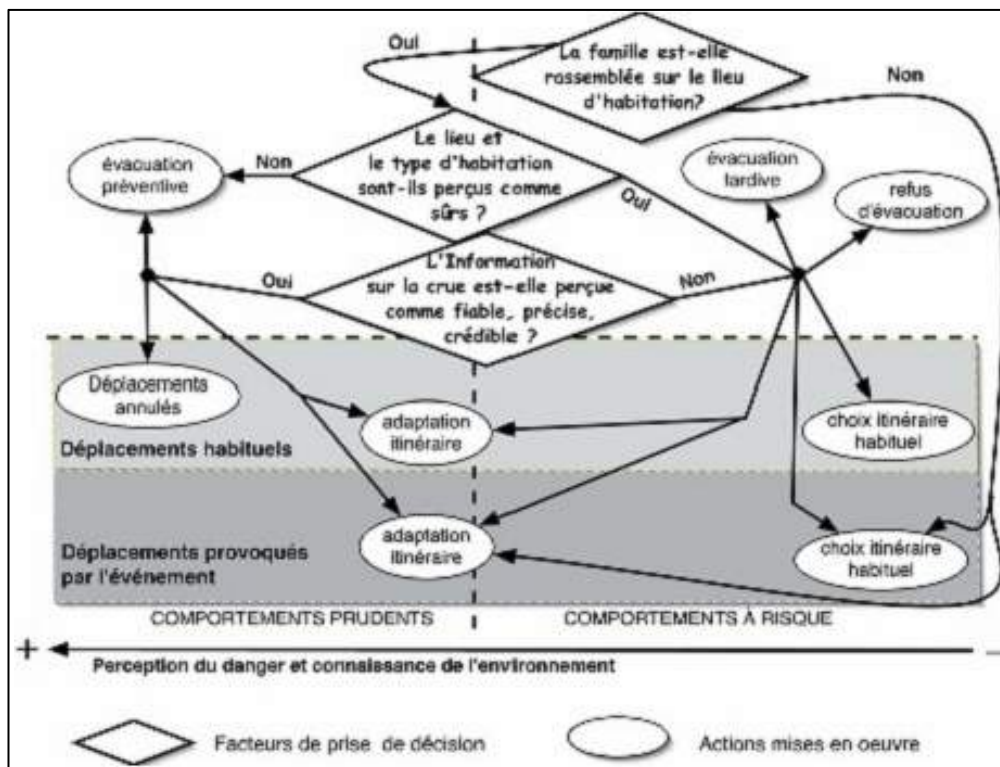 Oui
La famille est-elle
rassemblée sur le lieu
d'habitation?
Non
Le lieu et
le type d'habitation
sont-ils perçus comme
sûrs ?
Non
évacuation
préventive
Oui
évacuation
tardive
refus
d'évacuation
L'Information
sur la crue est-elle perçue
comme fiable, précise,
crédible ?
Oui
Non
Déplacements
annulés
adaptation
itinéraire
choix itinéraire
habituel
Déplacements habituels
adaptation
itinéraire
choix itinéraire
habituel
Déplacements provoqués
par l'événement
COMPORTEMENTS PRUDENTS
COMPORTEMENTS À RISQUE
+
−
Perception du danger et connaissance de l'environnement
Facteurs de prise de décision
Actions mises en oeuvre